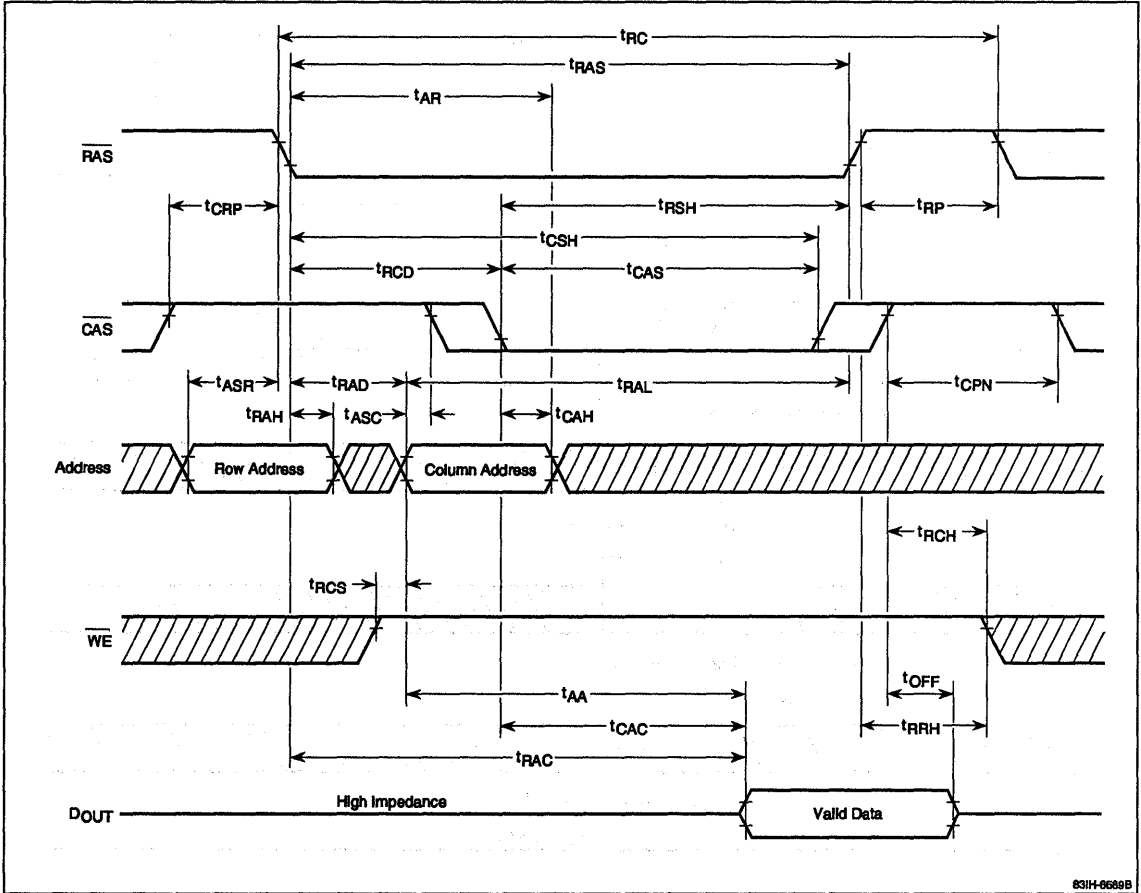 tRC
tRAS
tAR
RAS
tCRP
tRSH
tRP
tCSH
tRCD
tCAS
CAS
tASR
tRAD
tRAL
tCPN
tRAH
tASC
tCAH
Address
Row Address
Column Address
tRCH
tRCS
WE
tOFF
tAA
tCAC
tRRH
tRAC
High Impedance
DOUT
Valid Data
83IH-6589B